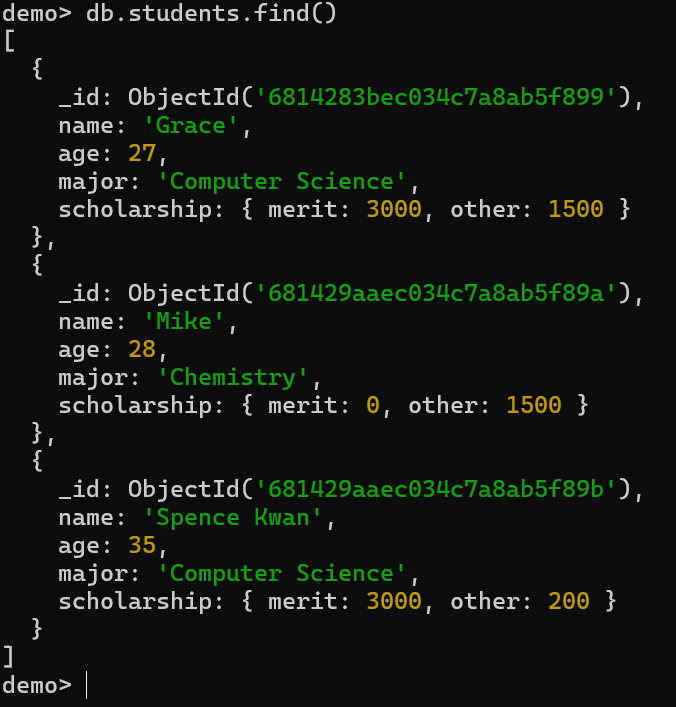 demo> db.students.find()
[
  {
    _id: ObjectId('6814283bec034c7a8ab5f899'),
    name: 'Grace',
    age: 27,
    major: 'Computer Science',
    scholarship: { merit: 3000, other: 1500 }
  },
  {
    _id: ObjectId('681429aaec034c7a8ab5f89a'),
    name: 'Mike',
    age: 28,
    major: 'Chemistry',
    scholarship: { merit: 0, other: 1500 }
  },
  {
    _id: ObjectId('681429aaec034c7a8ab5f89b'),
    name: 'Spence Kwan',
    age: 35,
    major: 'Computer Science',
    scholarship: { merit: 3000, other: 200 }
  }
]
demo>